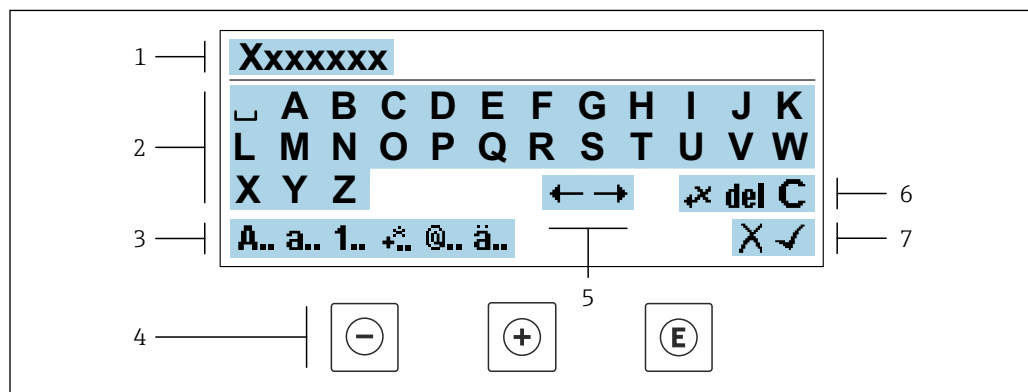 1 Xxxxxxx
␣ A B C D E F G H I J K
2 L M N O P Q R S T U V W
X Y Z ← → ↚x del C 6
3 A.. a.. 1.. +*.. @.. ä.. X ✓ 7
5
4 − + E